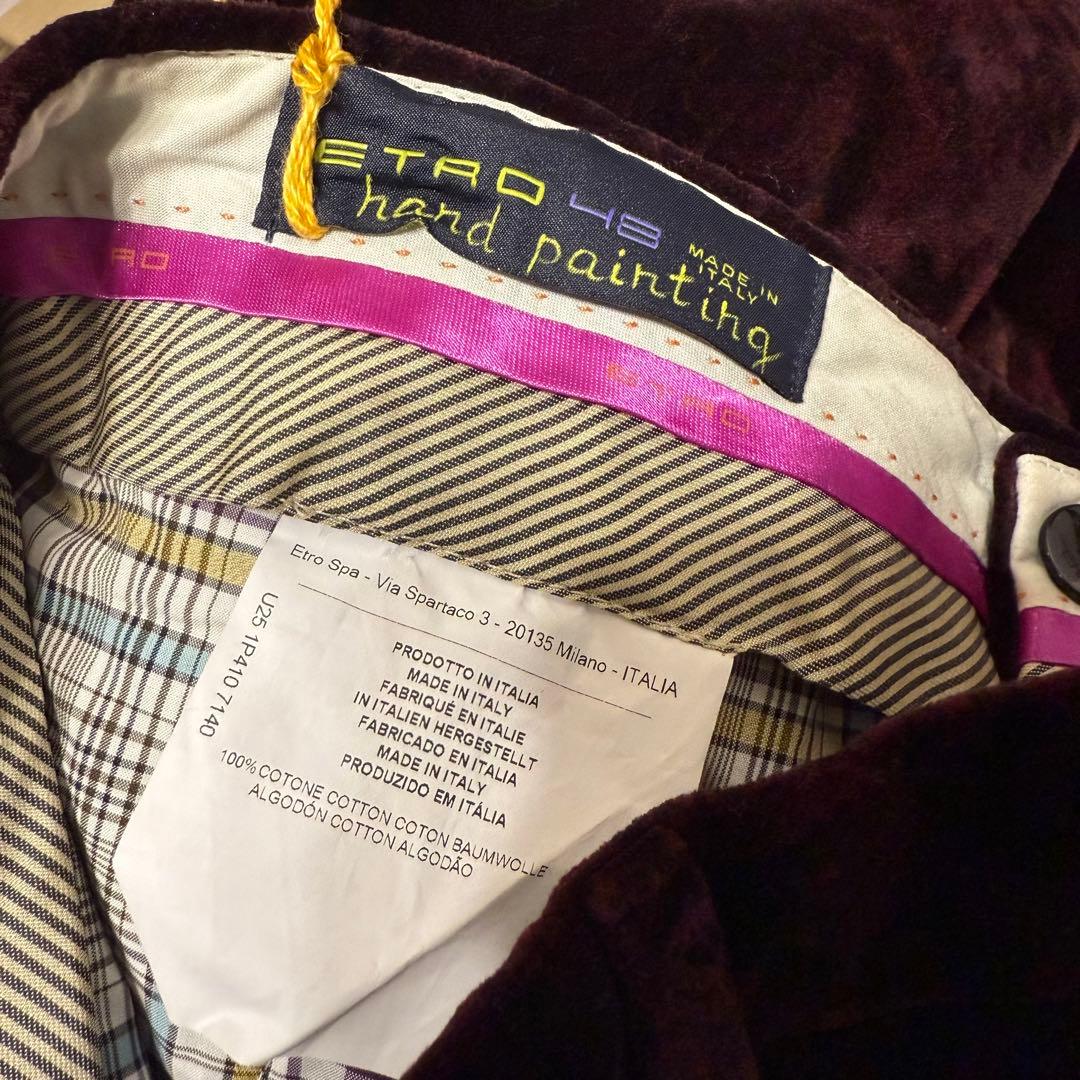 ETRO 48
hand painting
MADE IN
ITALY
ETRO
ETRO
Etro Spa - Via Spartaco 3 - 20135 Milano - ITALIA
U25 1P410 7140
PRODOTTO IN ITALIA
MADE IN ITALY
FABRIQUÉ EN ITALIE
IN ITALIEN HERGESTELLT
FABRICADO EN ITALIA
MADE IN ITALY
PRODUZIDO EM ITÁLIA
100% COTONE COTTON COTON BAUMWOLLE
ALGODÓN COTTON ALGODÃO